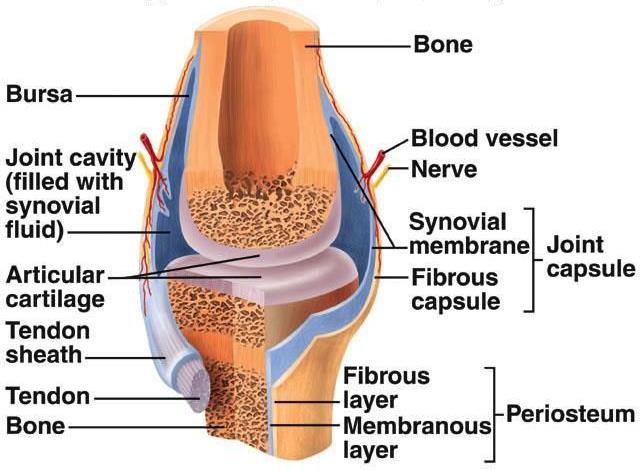 Bone
Bursa
Blood vessel
Nerve
Joint cavity
(filled with
synovial
fluid)
Synovial
membrane
Fibrous
capsule
Joint
capsule
Articular
cartilage
Tendon
sheath
Tendon
Bone
Fibrous
layer
Membranous
layer
Periosteum